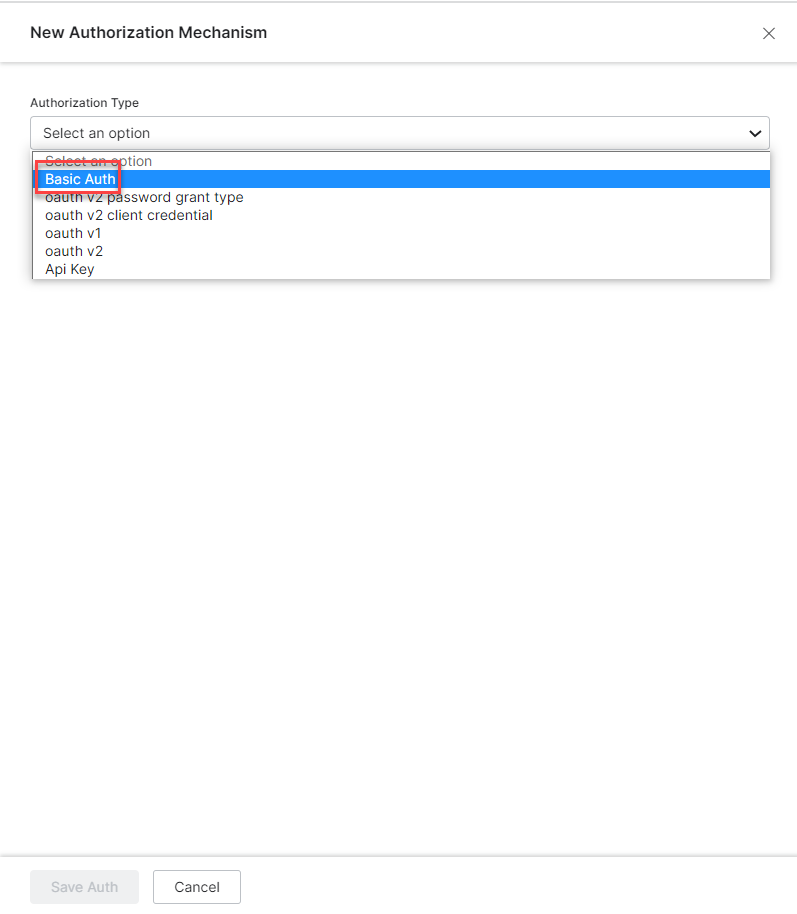 New Authorization Mechanism
Authorization Type
Select an option
Select an option
Basic Auth
oauth v2 password grant type
oauth v2 client credential
oauth v1
oauth v2
Api Key
Save Auth
Cancel